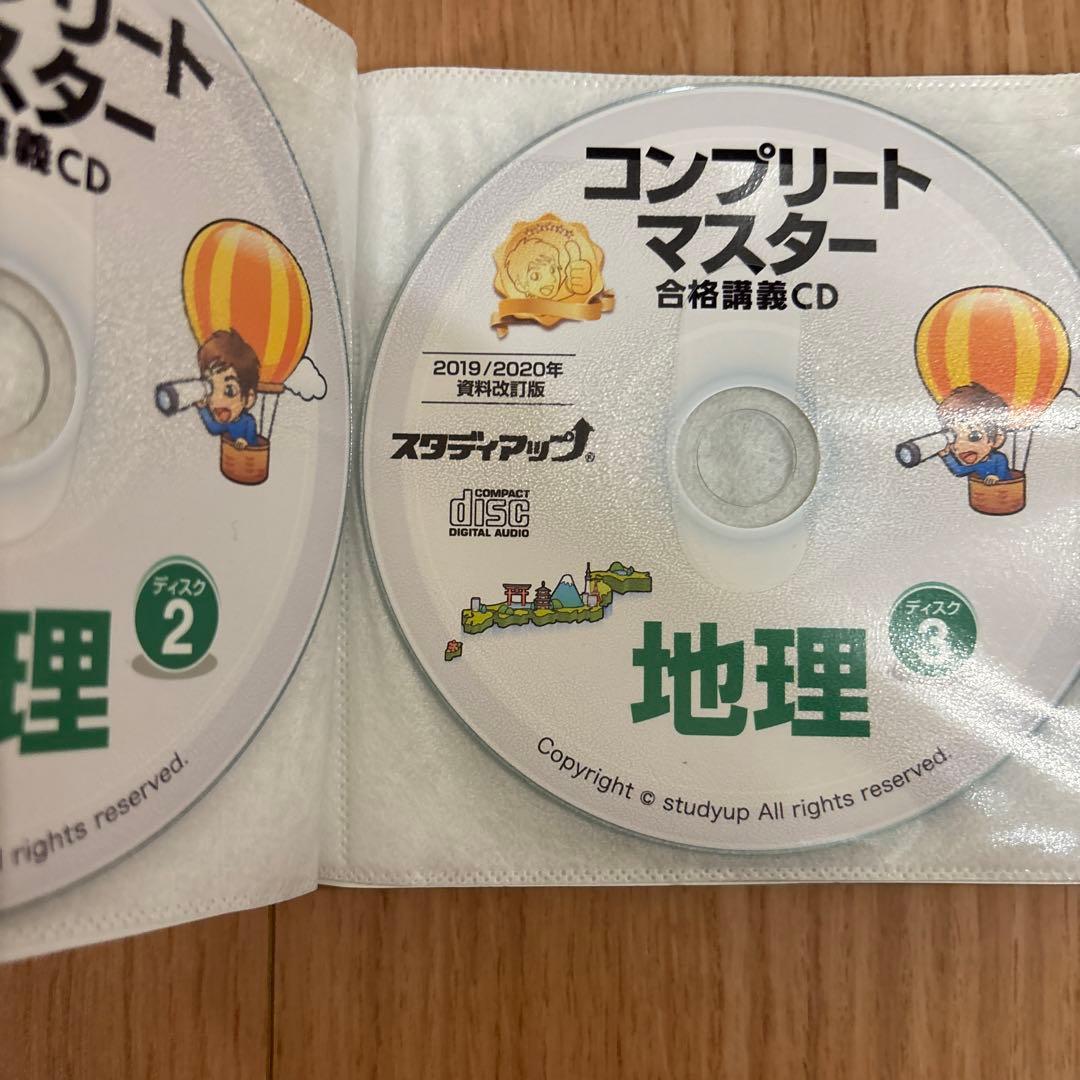 リート
スター
義CD
ディスク
2
理
rights reserved.
コンプリート
マスター
合格講義CD
2019/2020年
資料改訂版
スタディアップ®
COMPACT
disc
DIGITAL AUDIO
ディスク
3
地理
Copyright © studyup All rights reserved.